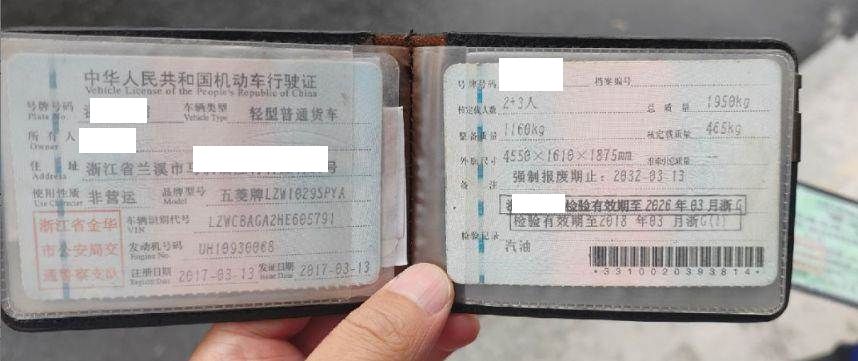 中华人民共和国机动车行驶证
Vehicle License of the People's Republic of China
号牌号码
Plate No.
车辆类型 轻型普通货车
Vehicle Type
所有人
Owner
住址 浙江省兰溪市 号
Address
使用性质 非营运 品牌型号 五菱牌LZW1029SPYA
Use Character Model
浙江省金华
市公安局交
通警察支队
车辆识别代号
VIN
发动机号码
Engine No.
注册日期 2017-03-13 发证日期 2017-03-13
Register Date Issue Date
号牌号码 档案编号
核定载人数 2+3人 总质量 1950kg
整备质量 1160kg 核定载质量 465kg
外廓尺寸 4550×1610×1875mm 准牵引总质量 --
备注 强制报废期止：2032-03-13
检验有效期至2026年03月浙G
检验有效期至2018年03月浙G(1)
检验记录
汽油
*3310020393814*